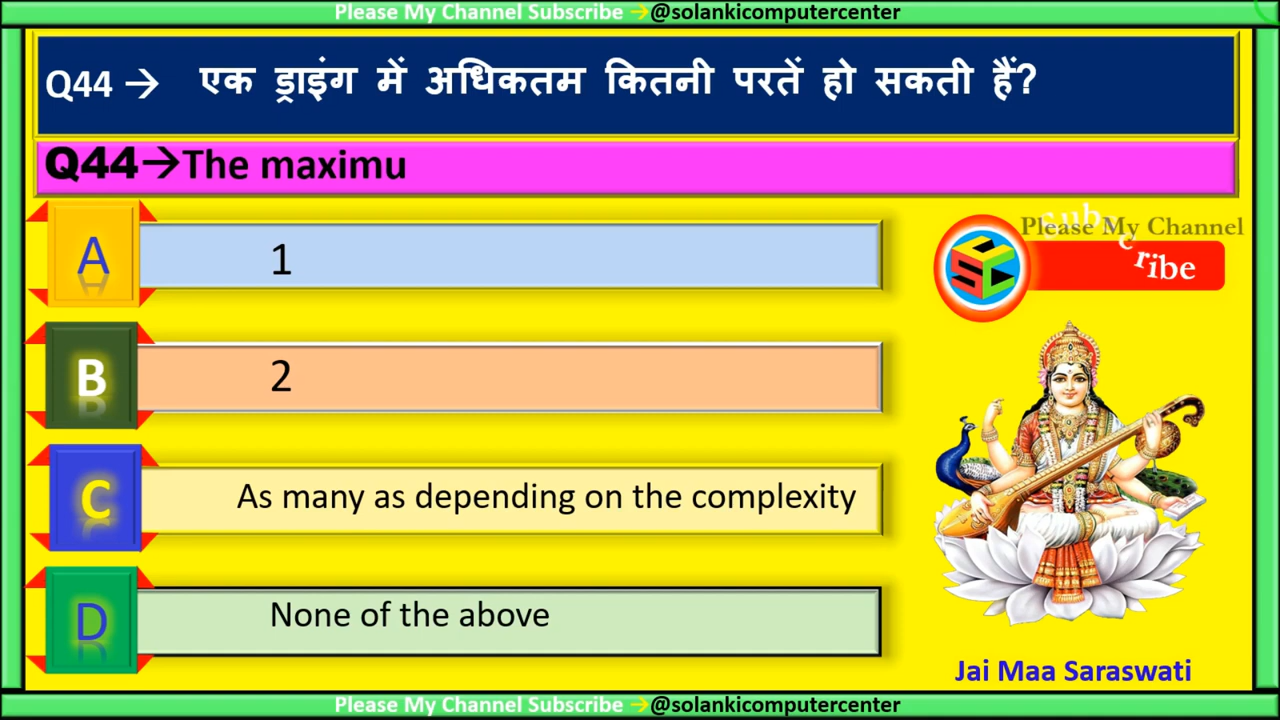 Please My Channel Subscribe →@solankicomputercenter
Q44 → एक ड्राइंग में अधिकतम कितनी परतें हो सकती हैं?
Q44→The maximu
A 1
Please My Channel
Subscribe
B 2
C As many as depending on the complexity
D None of the above
Jai Maa Saraswati
Please My Channel Subscribe →@solankicomputercenter